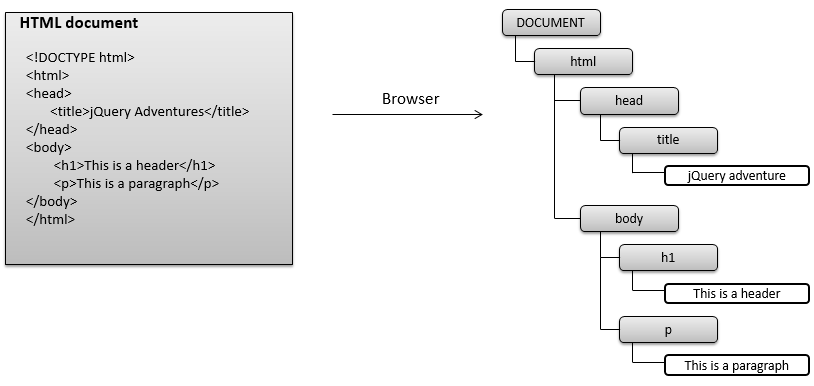 HTML document
<!DOCTYPE html>
<html>
<head>
<title>jQuery Adventures</title>
</head>
<body>
<h1>This is a header</h1>
<p>This is a paragraph</p>
</body>
</html>
Browser
DOCUMENT
html
head
title
jQuery adventure
body
h1
This is a header
p
This is a paragraph